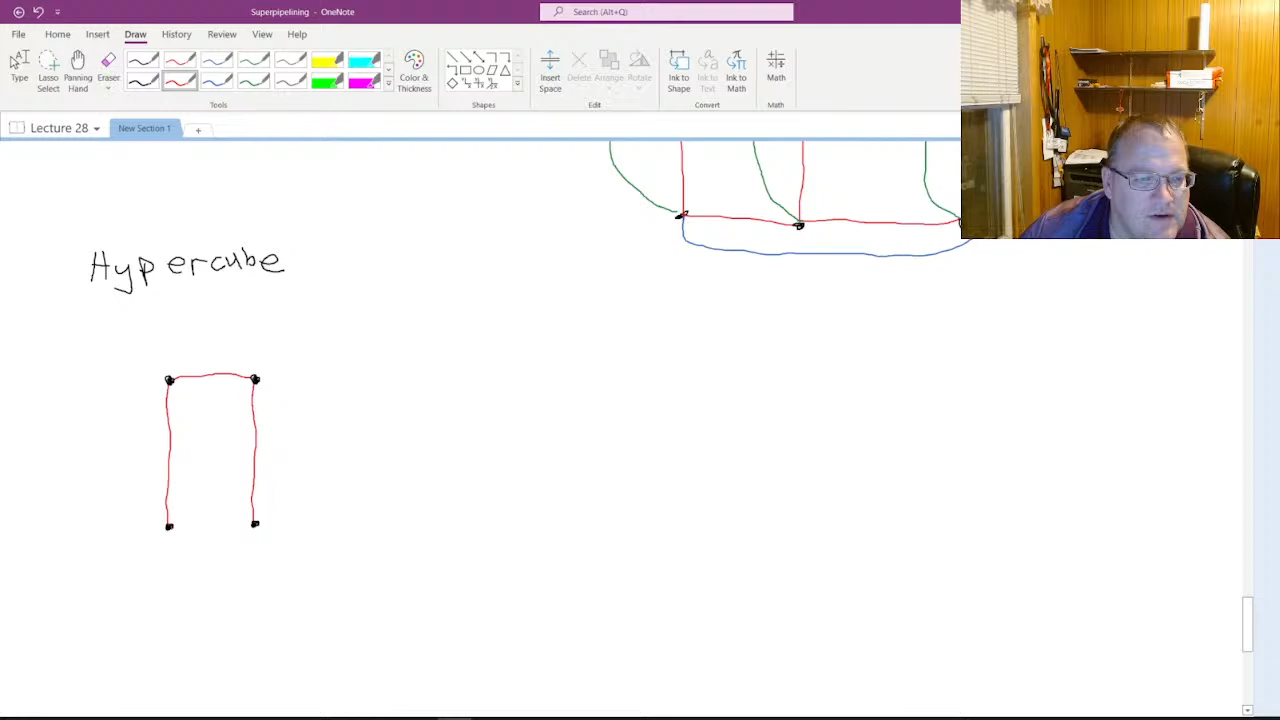 Superpipelining - OneNote
Search (Alt+Q)
File Home Insert Draw History Review View Help
Type
Lasso Select
Panning Hand
Eraser
Color & Thickness
Insert Space
Delete
Arrange
Rotate
Ink to Shape
Ink to Text
Ink to Math
Math
Tools Shapes Edit Convert Math
Lecture 28 New Section 1
Hypercube